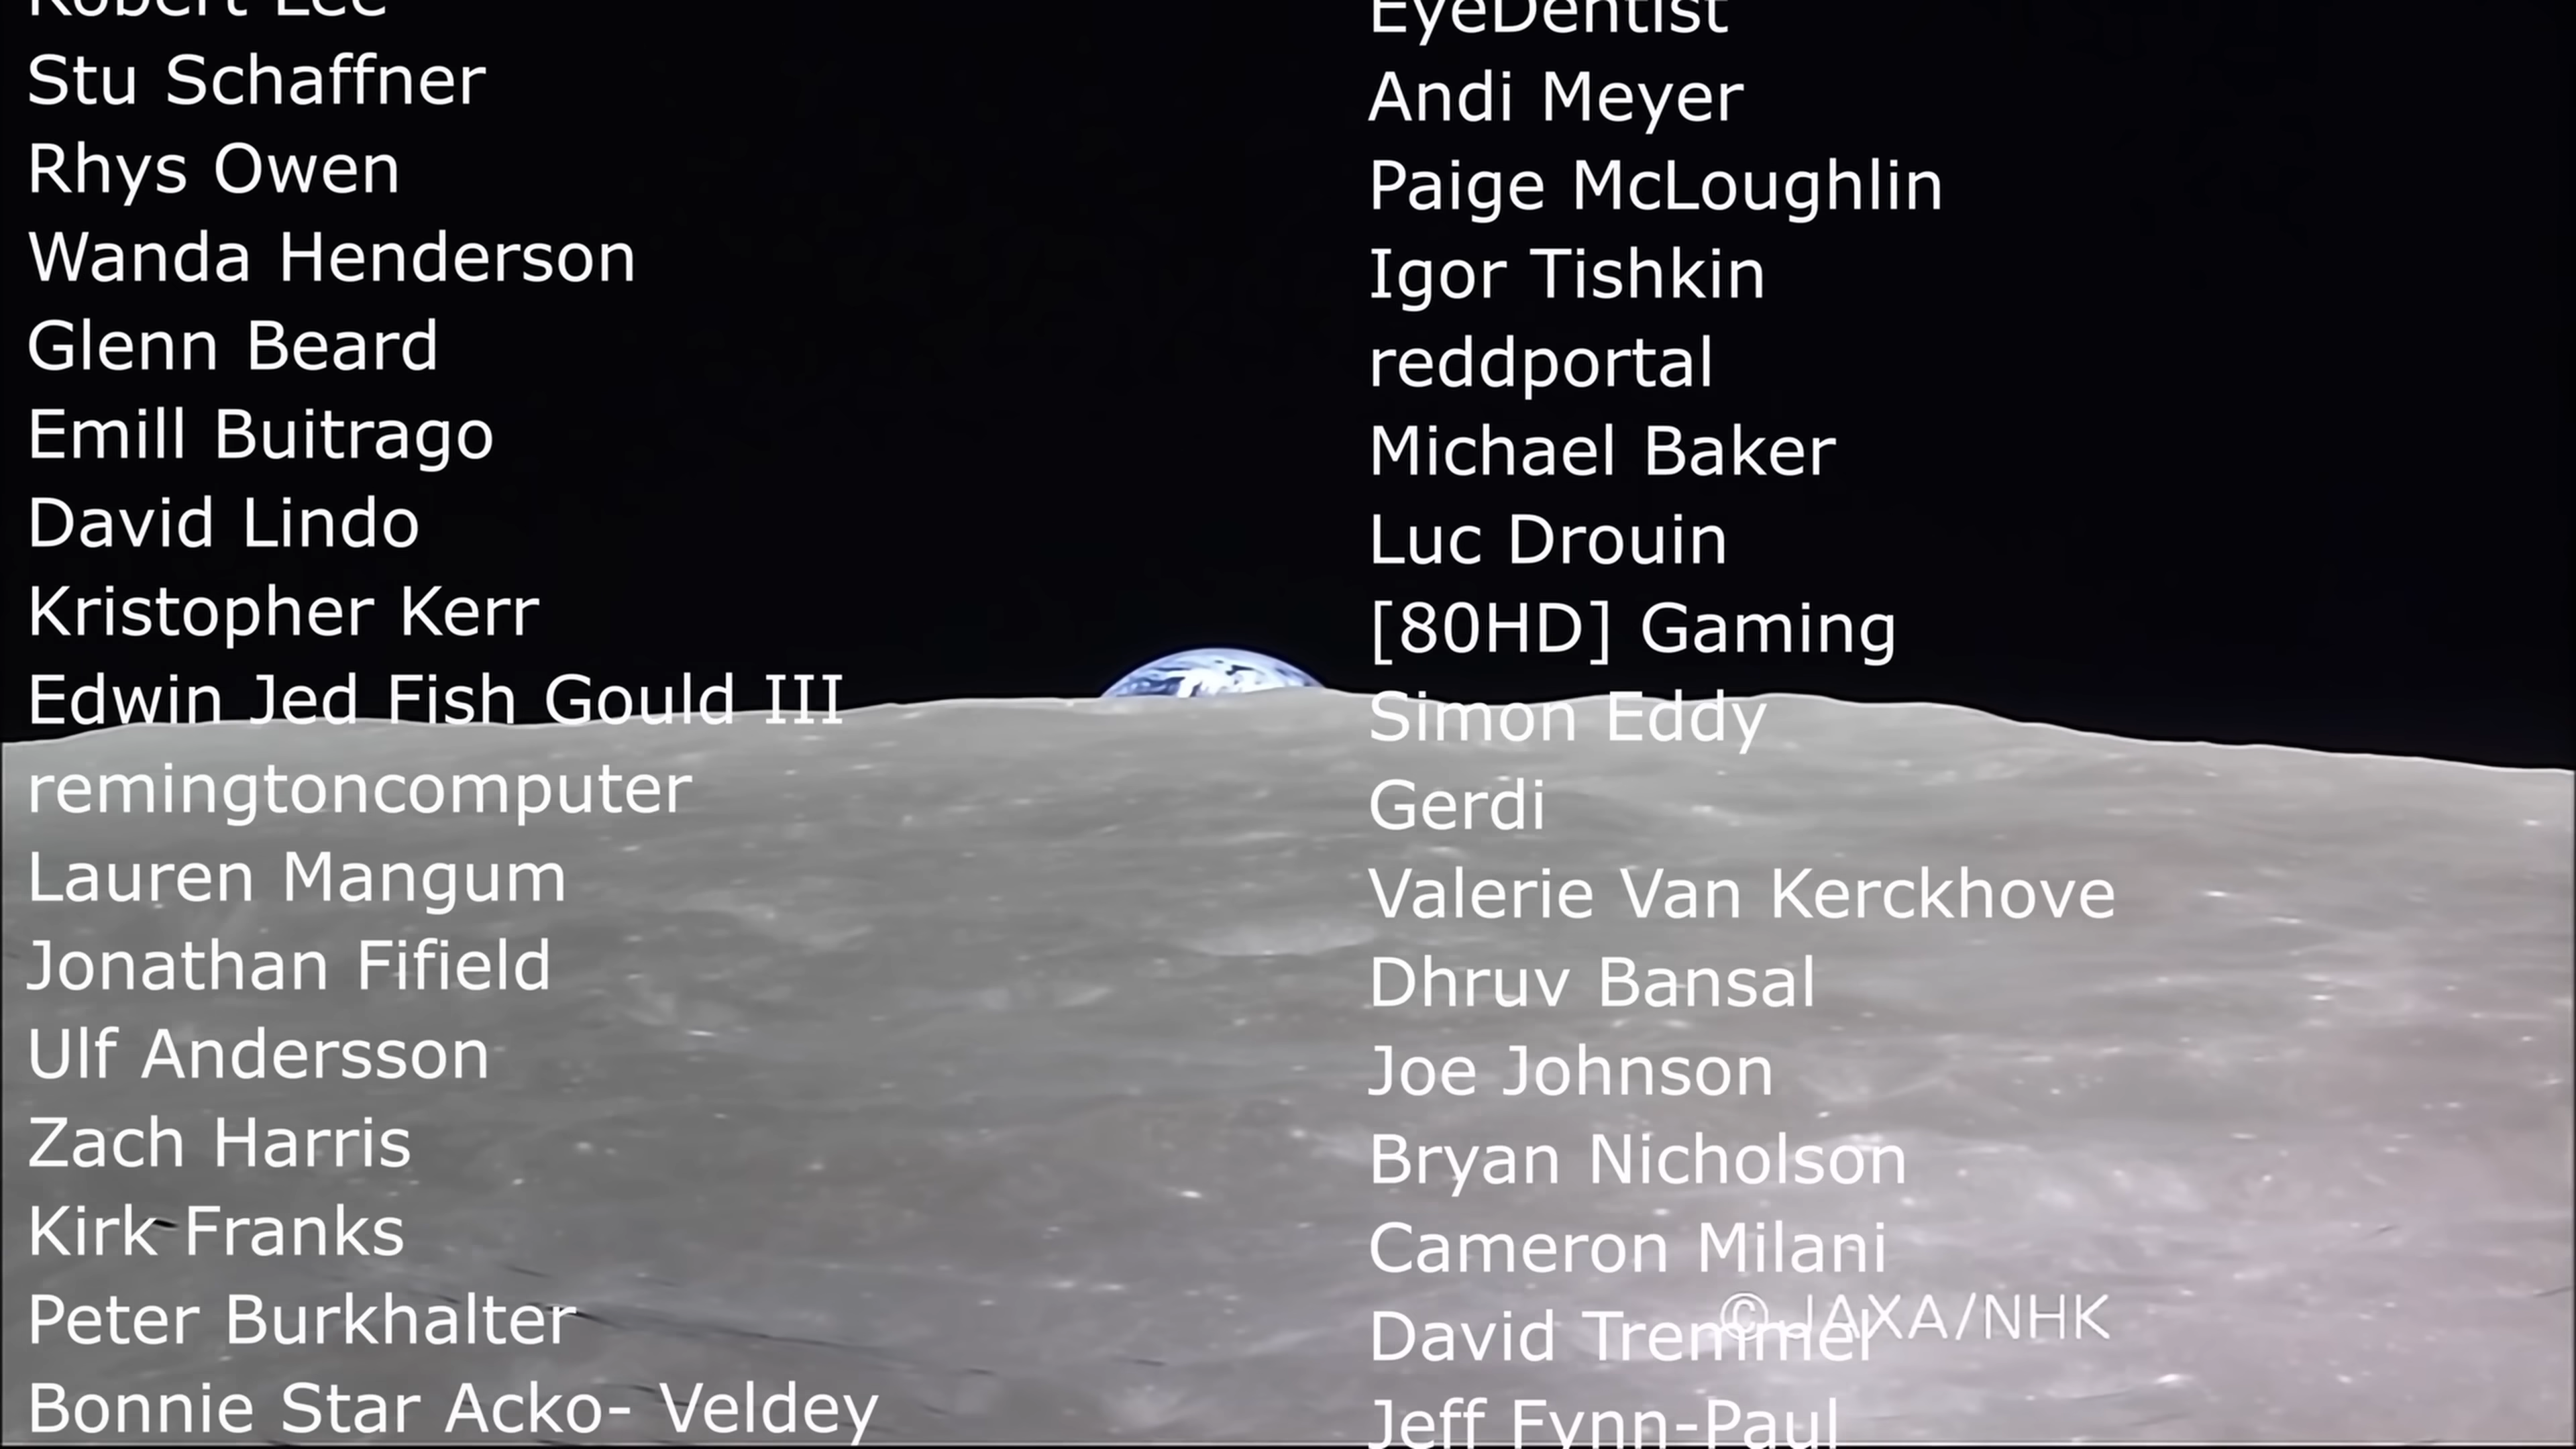 Robert Lee
Stu Schaffner
Rhys Owen
Wanda Henderson
Glenn Beard
Emill Buitrago
David Lindo
Kristopher Kerr
Edwin Jed Fish Gould III
remingtoncomputer
Lauren Mangum
Jonathan Fifield
Ulf Andersson
Zach Harris
Kirk Franks
Peter Burkhalter
Bonnie Star Acko- Veldey
EyeDentist
Andi Meyer
Paige McLoughlin
Igor Tishkin
reddportal
Michael Baker
Luc Drouin
[80HD] Gaming
Simon Eddy
Gerdi
Valerie Van Kerckhove
Dhruv Bansal
Joe Johnson
Bryan Nicholson
Cameron Milani
David Tremmel
Jeff Fynn-Paul
© JAXA/NHK